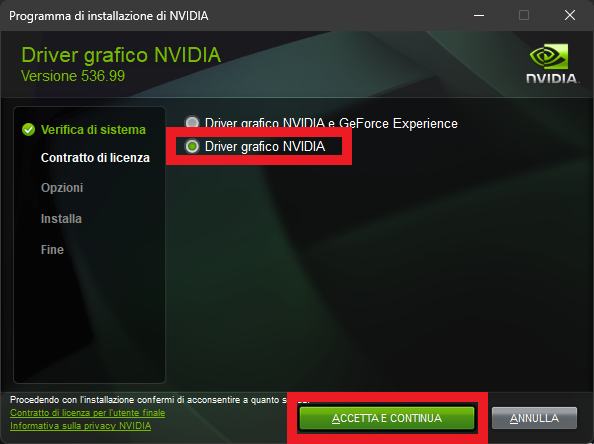 Programma di installazione di NVIDIA
Driver grafico NVIDIA
Versione 536.99
NVIDIA
Verifica di sistema
Contratto di licenza
Opzioni
Installa
Fine
Driver grafico NVIDIA e GeForce Experience
Driver grafico NVIDIA
Procedendo con l'installazione confermi di acconsentire a quanto
Contratto di licenza per l'utente finale
Informativa sulla privacy NVIDIA
ACCETTA E CONTINUA
ANNULLA